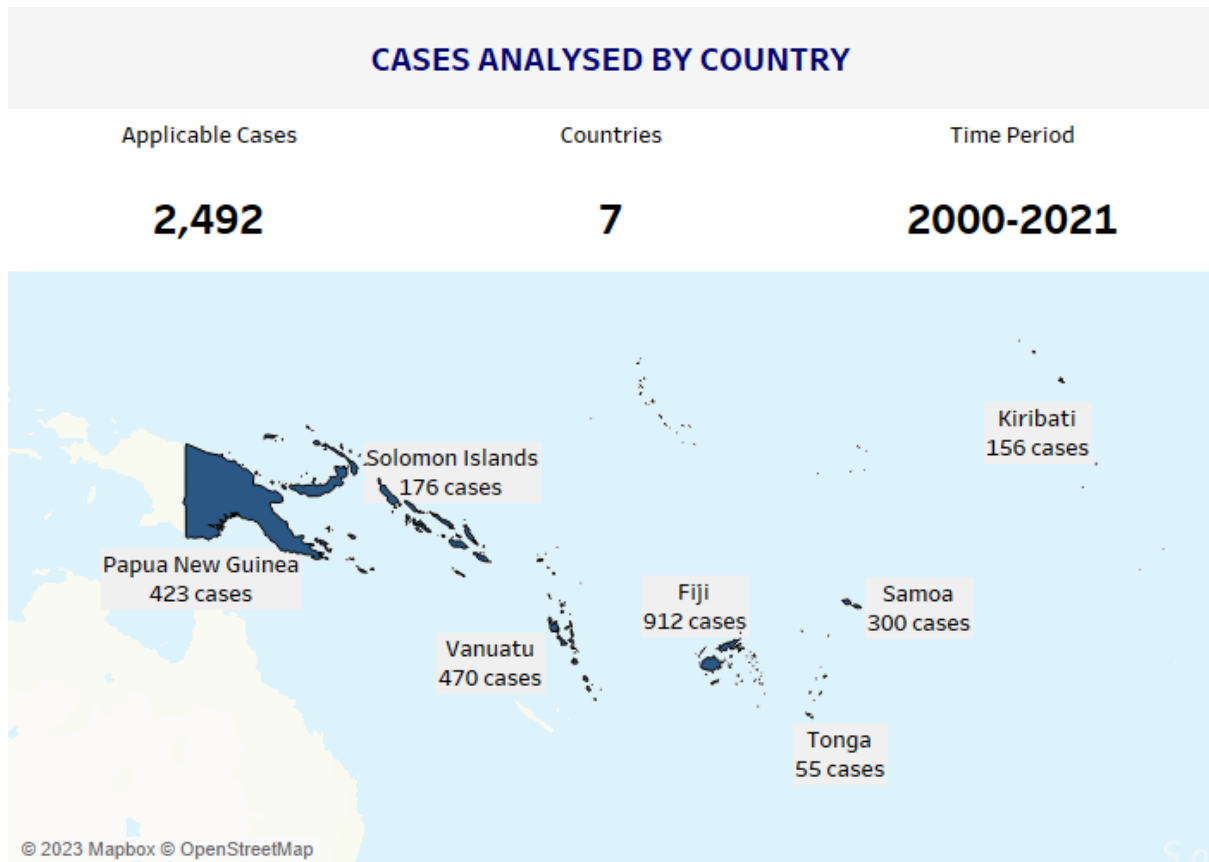 CASES ANALYSED BY COUNTRY
Applicable Cases
Countries
Time Period
2,492
7
2000-2021
Kiribati
156 cases
Solomon Islands
176 cases
Papua New Guinea
423 cases
Fiji
912 cases
Samoa
300 cases
Vanuatu
470 cases
Tonga
55 cases
© 2023 Mapbox © OpenStreetMap